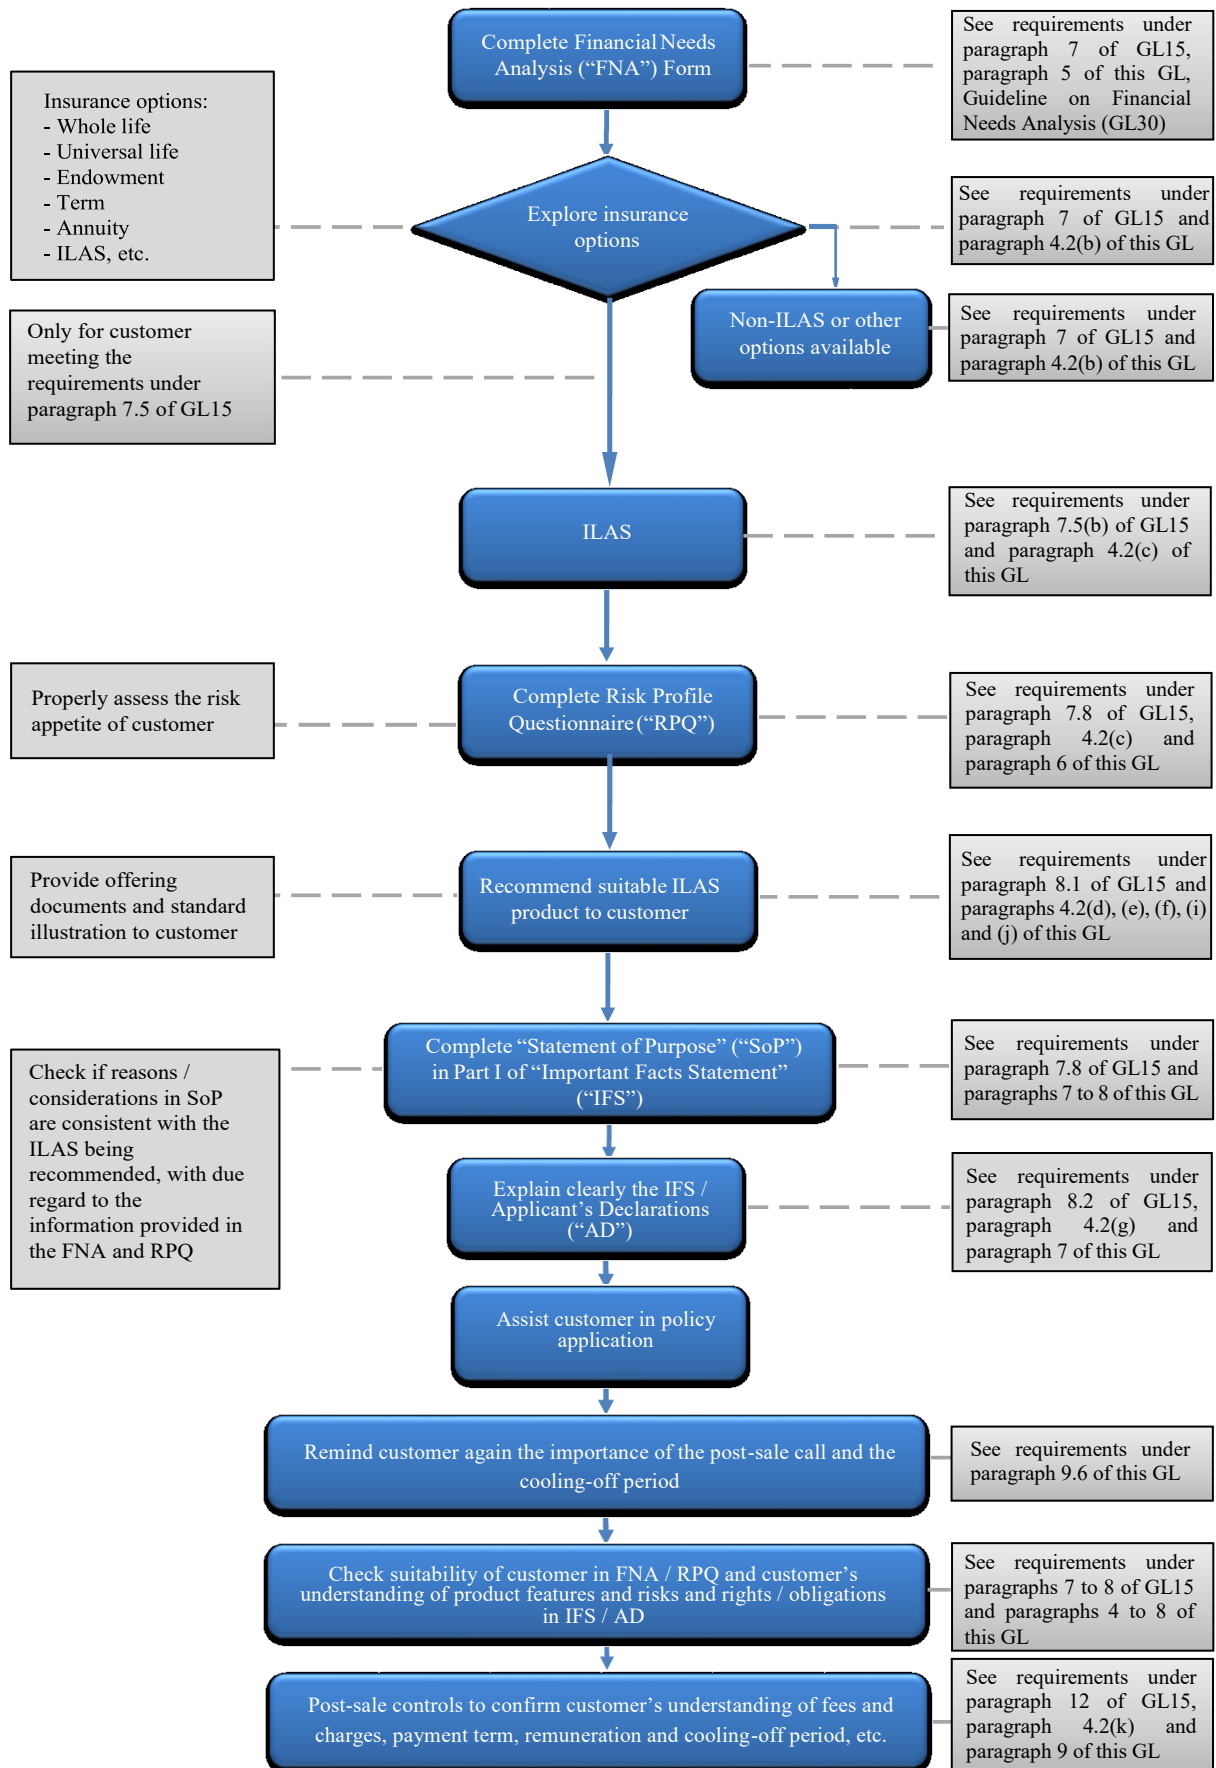 Complete Financial Needs
Analysis (“FNA”) Form
See requirements under
paragraph 7 of GL15,
paragraph 5 of this GL,
Guideline on Financial
Needs Analysis (GL30)
Insurance options:
- Whole life
- Universal life
- Endowment
- Term
- Annuity
- ILAS, etc.
Explore insurance
options
See requirements under
paragraph 7 of GL15 and
paragraph 4.2(b) of this GL
Non-ILAS or other
options available
See requirements under
paragraph 7 of GL15 and
paragraph 4.2(b) of this GL
Only for customer
meeting the
requirements under
paragraph 7.5 of GL15
ILAS
See requirements under
paragraph 7.5(b) of GL15
and paragraph 4.2(c) of
this GL
Properly assess the risk
appetite of customer
Complete Risk Profile
Questionnaire (“RPQ”)
See requirements under
paragraph 7.8 of GL15,
paragraph 4.2(c) and
paragraph 6 of this GL
Provide offering
documents and standard
illustration to customer
Recommend suitable ILAS
product to customer
See requirements under
paragraph 8.1 of GL15 and
paragraphs 4.2(d), (e), (f), (i)
and (j) of this GL
Check if reasons /
considerations in SoP
are consistent with the
ILAS being
recommended, with due
regard to the
information provided in
the FNA and RPQ
Complete “Statement of Purpose” (“SoP”)
in Part I of “Important Facts Statement”
(“IFS”)
See requirements under
paragraph 7.8 of GL15 and
paragraphs 7 to 8 of this GL
Explain clearly the IFS /
Applicant’s Declarations
(“AD”)
See requirements under
paragraph 8.2 of GL15,
paragraph 4.2(g) and
paragraph 7 of this GL
Assist customer in policy
application
Remind customer again the importance of the post-sale call and the
cooling-off period
See requirements under
paragraph 9.6 of this GL
Check suitability of customer in FNA / RPQ and customer’s
understanding of product features and risks and rights / obligations
in IFS / AD
See requirements under
paragraphs 7 to 8 of GL15
and paragraphs 4 to 8 of
this GL
Post-sale controls to confirm customer’s understanding of fees and
charges, payment term, remuneration and cooling-off period, etc.
See requirements under
paragraph 12 of GL15,
paragraph 4.2(k) and
paragraph 9 of this GL